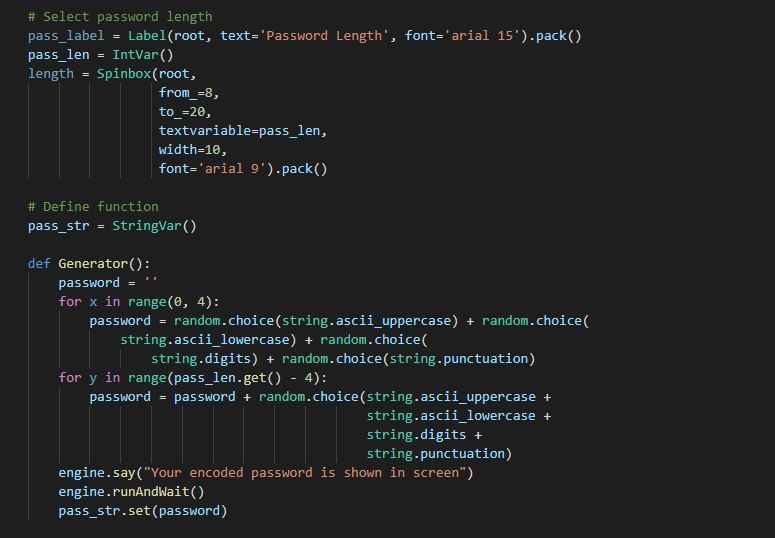 # Select password length
pass_label = Label(root, text='Password Length', font='arial 15').pack()
pass_len = IntVar()
length = Spinbox(root,
                 from_=8,
                 to_=20,
                 textvariable=pass_len,
                 width=10,
                 font='arial 9').pack()

# Define function
pass_str = StringVar()

def Generator():
    password = ''
    for x in range(0, 4):
        password = random.choice(string.ascii_uppercase) + random.choice(
            string.ascii_lowercase) + random.choice(
                string.digits) + random.choice(string.punctuation)
    for y in range(pass_len.get() - 4):
        password = password + random.choice(string.ascii_uppercase +
                                            string.ascii_lowercase +
                                            string.digits +
                                            string.punctuation)
    engine.say("Your encoded password is shown in screen")
    engine.runAndWait()
    pass_str.set(password)